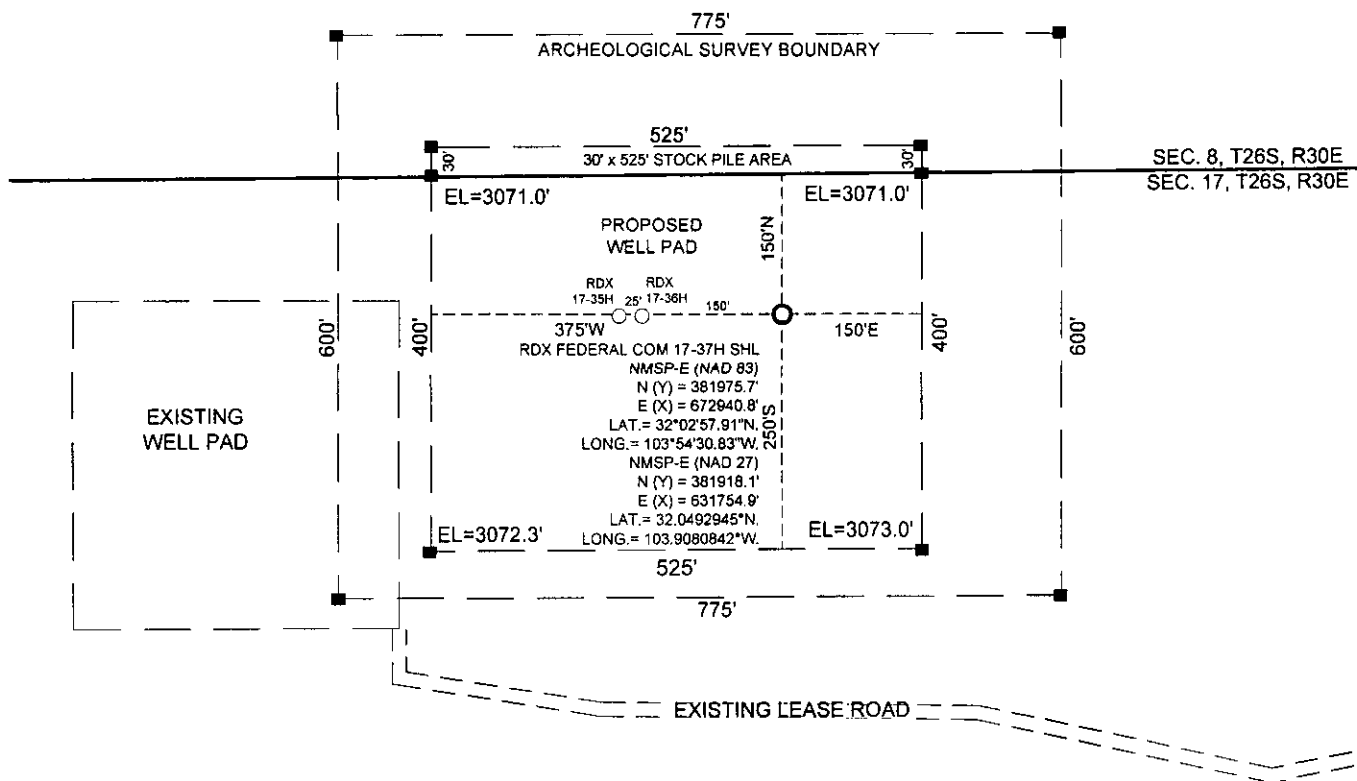 775'
ARCHEOLOGICAL SURVEY BOUNDARY
525'
30'
30' x 525' STOCK PILE AREA
30'
SEC. 8, T26S, R30E
SEC. 17, T26S, R30E
EL=3071.0'
EL=3071.0'
PROPOSED
WELL PAD
150'N
RDX
17-35H
25'
RDX
17-36H
150'
375'W
150'E
600'
400'
400'
600'
RDX FEDERAL COM 17-37H SHL
NMSP-E (NAD 83)
N (Y) = 381975.7'
E (X) = 672940.8'
LAT.= 32°02'57.91"N.
LONG.= 103°54'30.83"W.
NMSP-E (NAD 27)
N (Y) = 381918.1'
E (X) = 631754.9'
LAT.= 32.0492945°N.
LONG.= 103.9080842°W.
250'S
EXISTING
WELL PAD
EL=3072.3'
EL=3073.0'
525'
775'
EXISTING LEASE ROAD